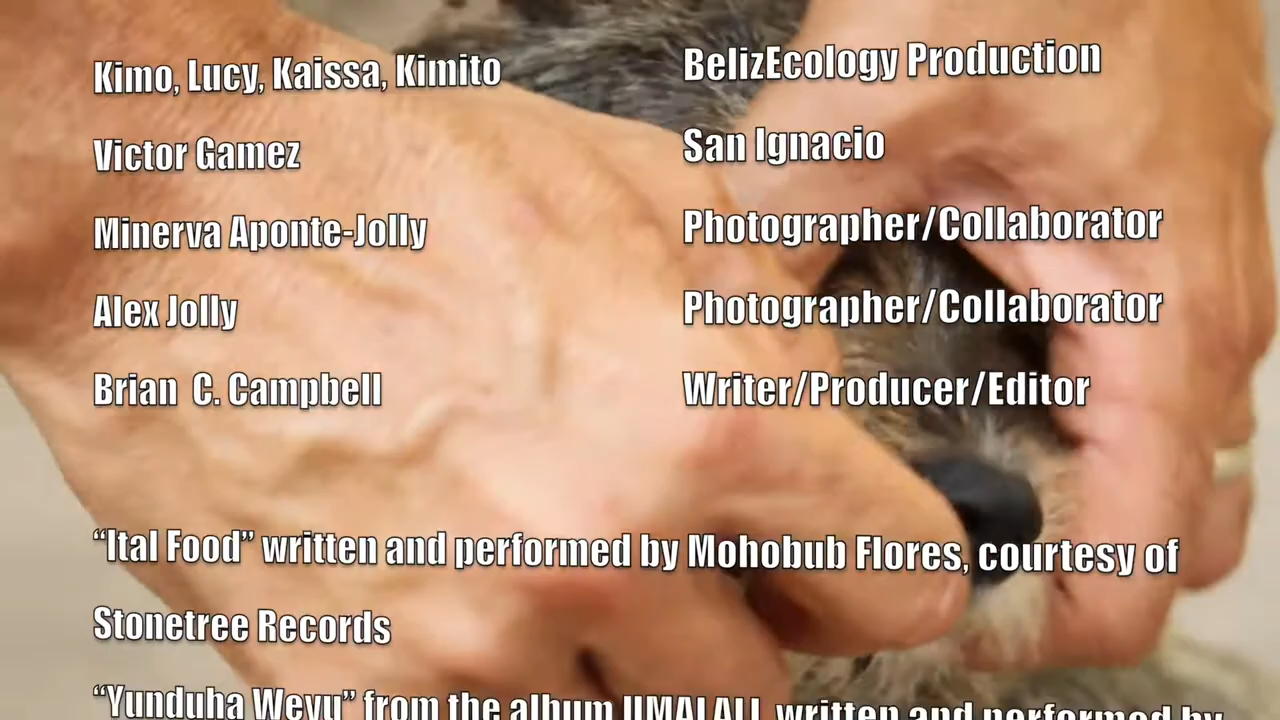 Kimo, Lucy, Kaissa, Kimito BelizEcology Production
Victor Gamez San Ignacio
Minerva Aponte-Jolly Photographer/Collaborator
Alex Jolly Photographer/Collaborator
Brian C. Campbell Writer/Producer/Editor
“Ital Food” written and performed by Mohobub Flores, courtesy of
Stonetree Records
“Yunduha Weyu” from the album UMALALI, written and performed by